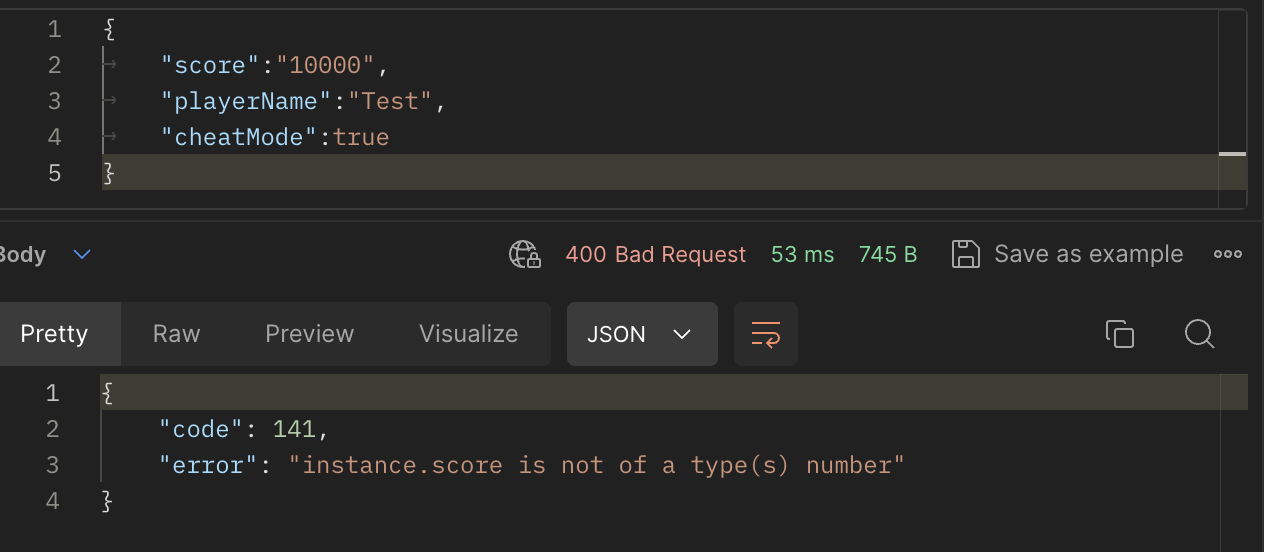 1 {
2 "score":"10000",
3 "playerName":"Test",
4 "cheatMode":true
5 }
Body 400 Bad Request 53 ms 745 B Save as example
Pretty Raw Preview Visualize JSON
1 {
2 "code": 141,
3 "error": "instance.score is not of a type(s) number"
4 }